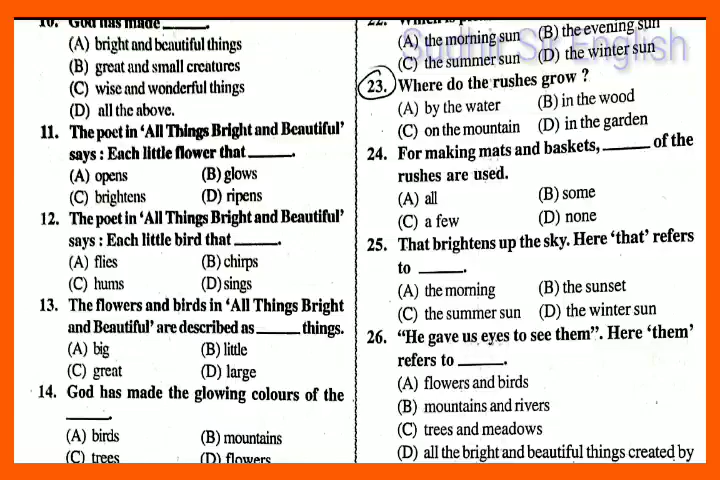 10. God has made ______.
(A) bright and beautiful things
(B) great and small creatures
(C) wise and wonderful things
(D) all the above.
11. The poet in ‘All Things Bright and Beautiful’
says : Each little flower that ______.
(A) opens (B) glows
(C) brightens (D) ripens
12. The poet in ‘All Things Bright and Beautiful’
says : Each little bird that ______.
(A) flies (B) chirps
(C) hums (D) sings
13. The flowers and birds in ‘All Things Bright
and Beautiful’ are described as ______ things.
(A) big (B) little
(C) great (D) large
14. God has made the glowing colours of the
______.
(A) birds (B) mountains
(C) trees (D) flowers
22. Which is
(A) the morning sun (B) the evening sun
(C) the summer sun (D) the winter sun
Sudhir Sir English
23. Where do the rushes grow ?
(A) by the water (B) in the wood
(C) on the mountain (D) in the garden
24. For making mats and baskets, ______ of the
rushes are used.
(A) all (B) some
(C) a few (D) none
25. That brightens up the sky. Here ‘that’ refers
to ______.
(A) the morning (B) the sunset
(C) the summer sun (D) the winter sun
26. “He gave us eyes to see them”. Here ‘them’
refers to ______.
(A) flowers and birds
(B) mountains and rivers
(C) trees and meadows
(D) all the bright and beautiful things created by